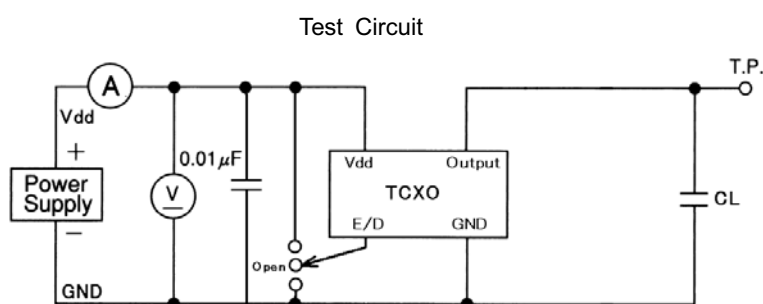 Test Circuit
T.P.
A
Vdd
+
0.01μF
Vdd Output
Power
Supply
V
TCXO
CL
E/D GND
−
Open
GND